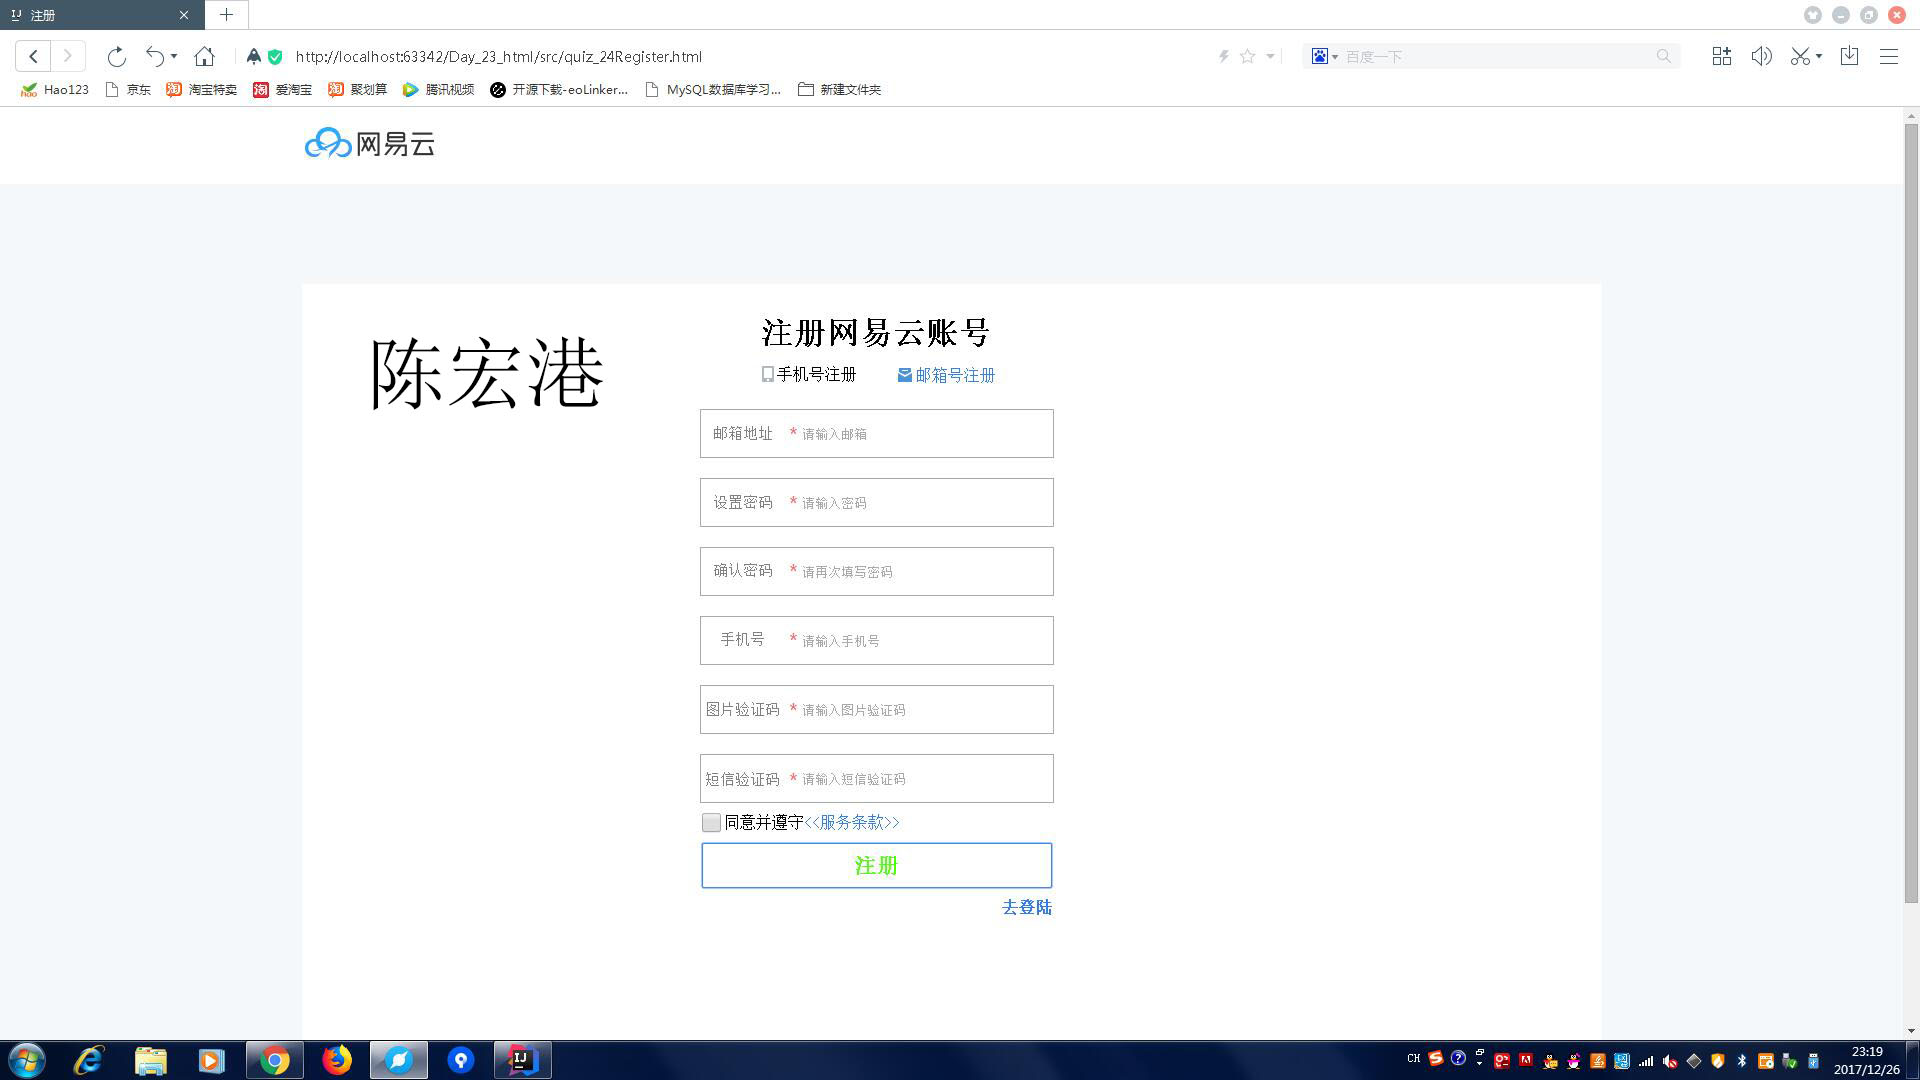 注册
http://localhost:63342/Day_23_html/src/quiz_24Register.html
百度一下
Hao123 京东 淘宝特卖 爱淘宝 聚划算 腾讯视频 开源下载-eoLinker... MySQL数据库学习... 新建文件夹
网易云
陈宏港
注册网易云账号
手机号注册 邮箱号注册
邮箱地址 * 请输入邮箱
设置密码 * 请输入密码
确认密码 * 请再次填写密码
手机号 * 请输入手机号
图片验证码 * 请输入图片验证码
短信验证码 * 请输入短信验证码
同意并遵守<<服务条款>>
注册
去登陆
CH
23:19
2017/12/26